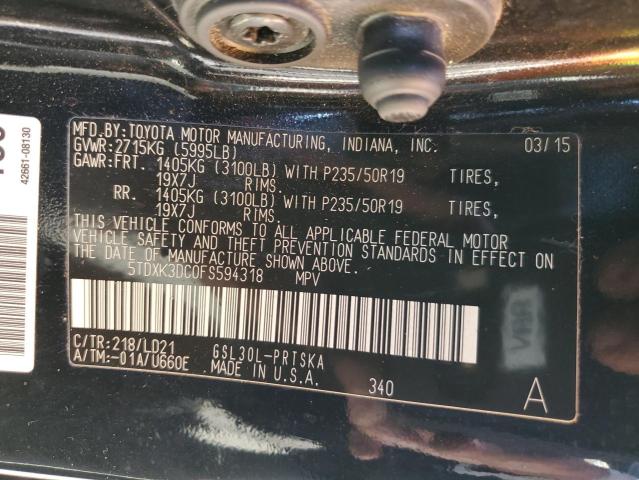 42661-08130
MFD.BY:TOYOTA MOTOR MANUFACTURING, INDIANA, INC. 03/15
GVWR:2715KG (5995LB)
GAWR:FRT. 1405KG (3100LB) WITH P235/50R19 TIRES,
19X7J RIMS.
RR. 1405KG (3100LB) WITH P235/50R19 TIRES,
19X7J RIMS.
THIS VEHICLE CONFORMS TO ALL APPLICABLE FEDERAL MOTOR
VEHICLE SAFETY AND THEFT PREVENTION STANDARDS IN EFFECT ON
THE DATE OF MANUFACTURE SHOWN ABOVE.
5TDXK3DC0FS594318 MPV
C/TR:218/LD21 GSL30L-PRTSKA
A/TM:-01A/U660E MADE IN U.S.A. 340 A